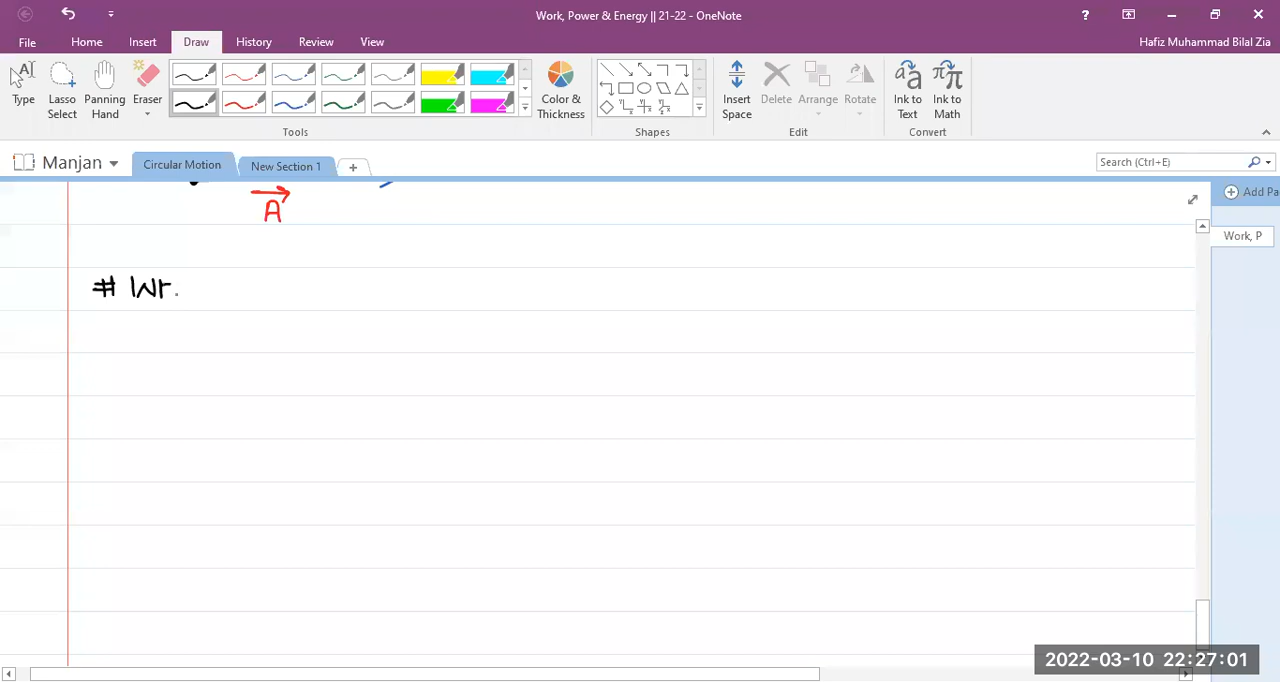 Work, Power & Energy || 21-22 - OneNote
File Home Insert Draw History Review View Hafiz Muhammad Bilal Zia
Type Lasso Select Panning Hand Eraser Color & Thickness Insert Space Delete Arrange Rotate Ink to Text Ink to Math
Tools Shapes Edit Convert
Manjan Circular Motion New Section 1 Search (Ctrl+E)
Add Pa
Work, P
A
# Wr.
2022-03-10 22:27:01